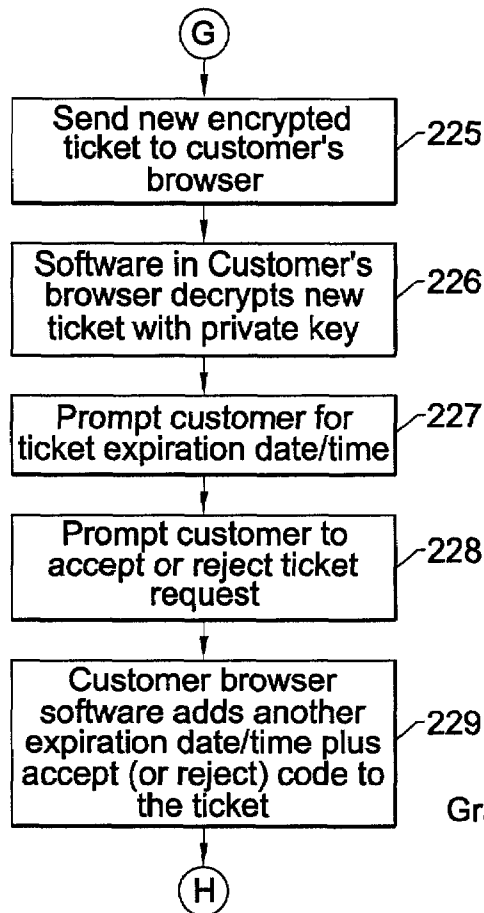 G
Send new encrypted
ticket to customer's
browser
225
Software in Customer's
browser decrypts new
ticket with private key
226
Prompt customer for
ticket expiration date/time
227
Prompt customer to
accept or reject ticket
request
228
Customer browser
software adds another
expiration date/time plus
accept (or reject) code to
the ticket
229
H